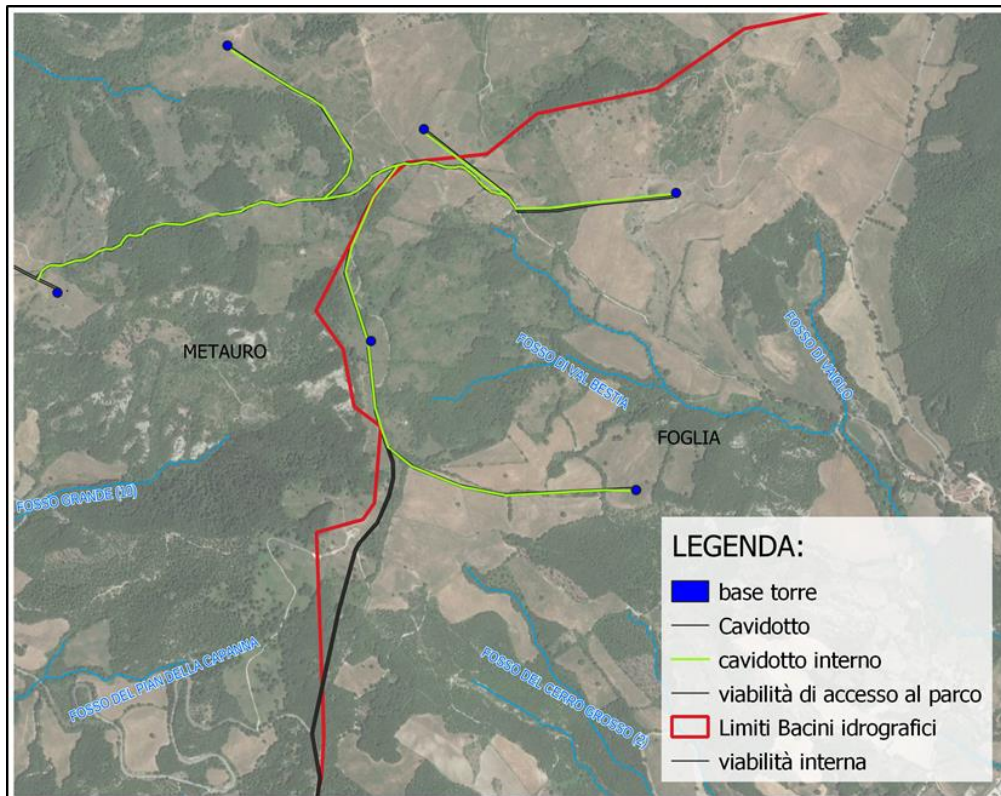 METAURO
FOSSO DI VAIOLO
FOSSO DI VAL BESTIA
FOGLIA
FOSSO GRANDE (10)
LEGENDA:
base torre
Cavidotto
cavidotto interno
viabilità di accesso al parco
Limiti Bacini idrografici
viabilità interna
FOSSO DEL PIAN DELLA CAPANNA
FOSSO DEL CERRO GROSSO (2)